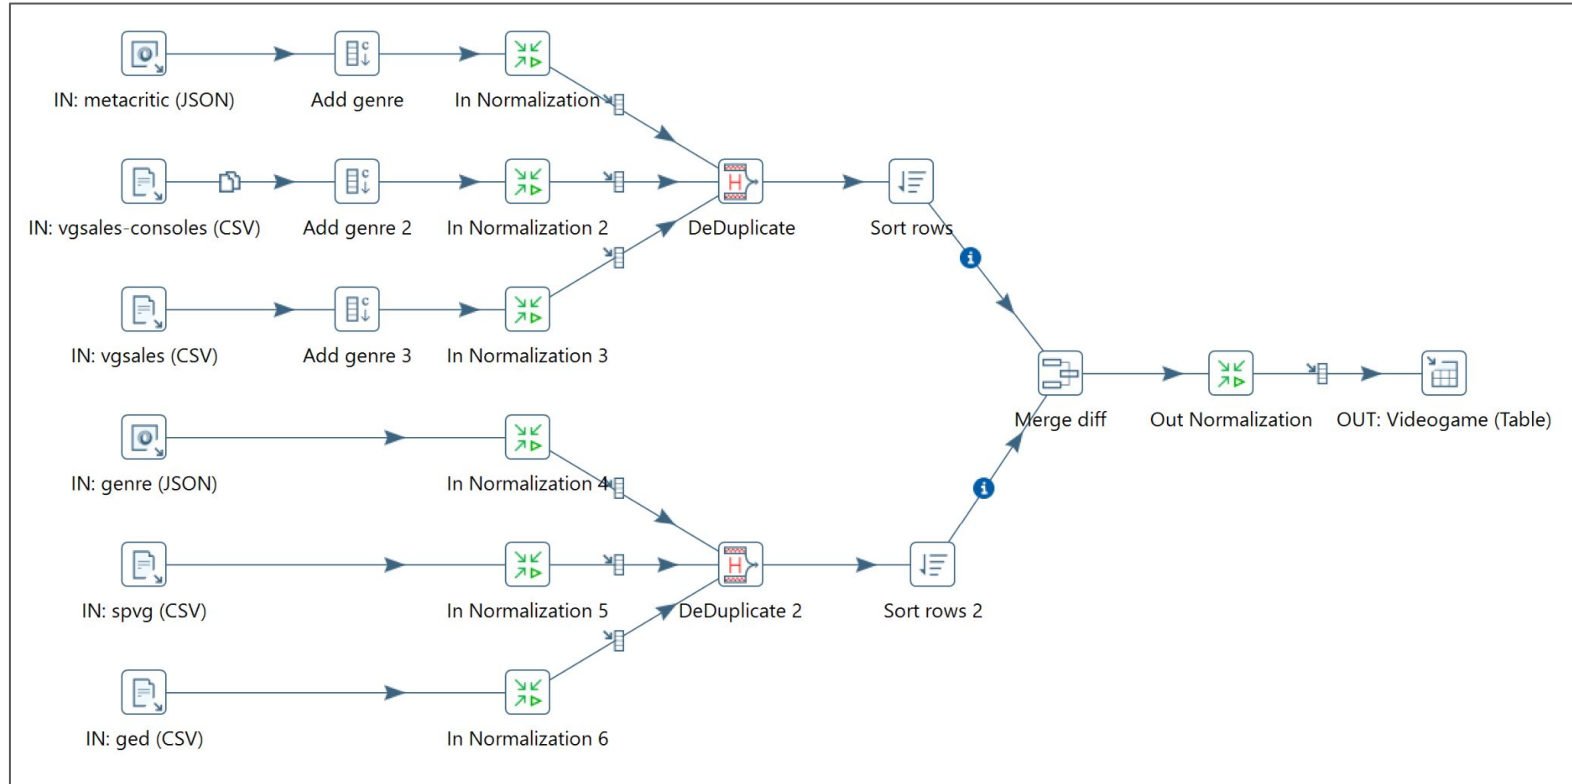 IN: metacritic (JSON)
Add genre
In Normalization
IN: vgsales-consoles (CSV)
Add genre 2
In Normalization 2
DeDuplicate
Sort rows
IN: vgsales (CSV)
Add genre 3
In Normalization 3
Merge diff
Out Normalization
OUT: Videogame (Table)
IN: genre (JSON)
In Normalization 4
IN: spvg (CSV)
In Normalization 5
DeDuplicate 2
Sort rows 2
IN: ged (CSV)
In Normalization 6